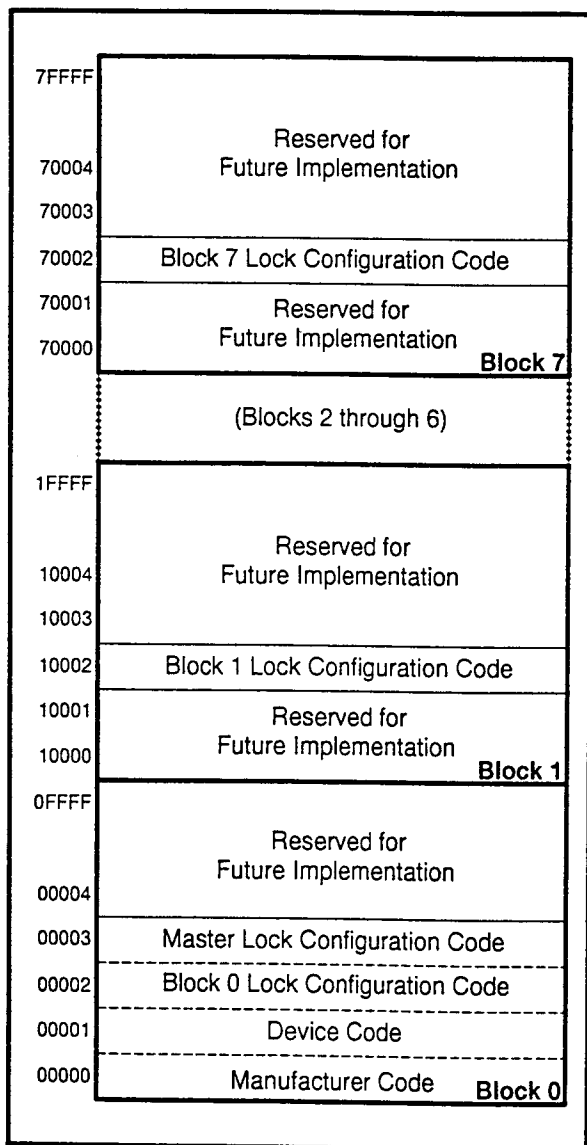 7FFFF
Reserved for
Future Implementation
70004
70003
70002 Block 7 Lock Configuration Code
70001
Reserved for
Future Implementation
70000
Block 7
(Blocks 2 through 6)
1FFFF
Reserved for
Future Implementation
10004
10003
10002 Block 1 Lock Configuration Code
10001
Reserved for
Future Implementation
10000
Block 1
0FFFF
Reserved for
Future Implementation
00004
00003 Master Lock Configuration Code
00002 Block 0 Lock Configuration Code
00001 Device Code
00000 Manufacturer Code Block 0